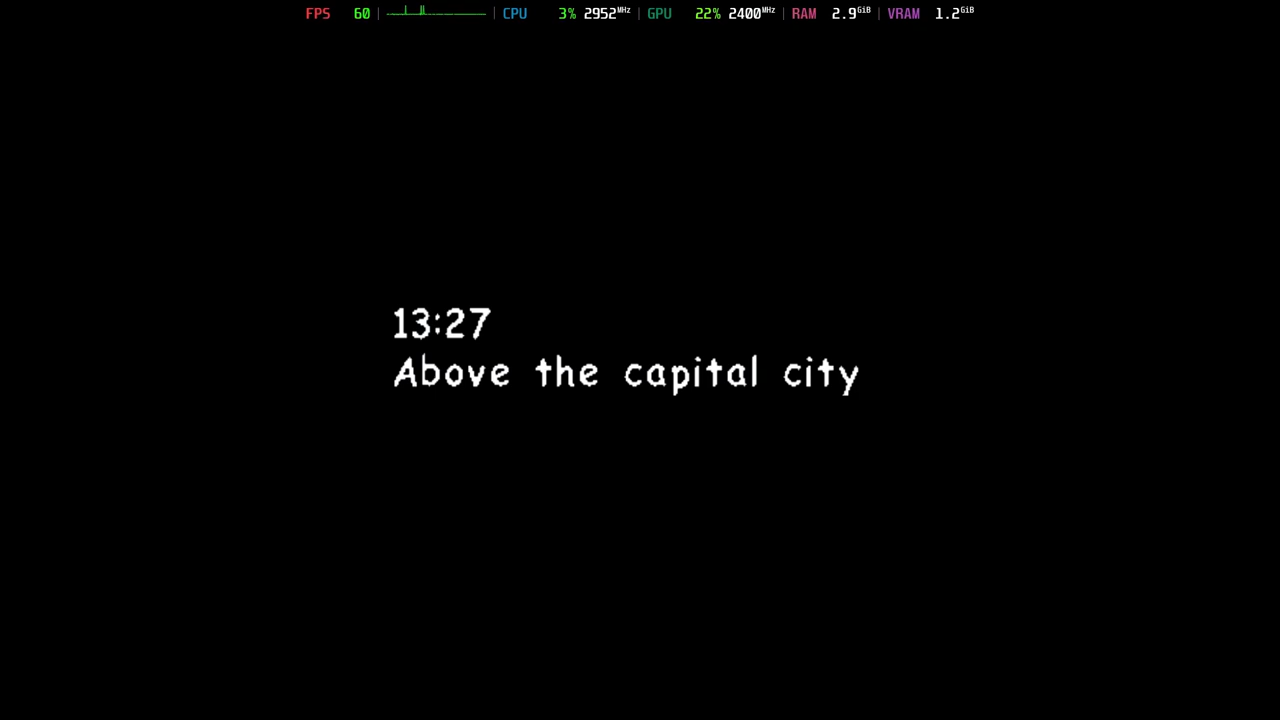 FPS 60 | CPU 3% 2952MHz | GPU 22% 2400MHz | RAM 2.9GiB | VRAM 1.2GiB
13:27
Above the capital city